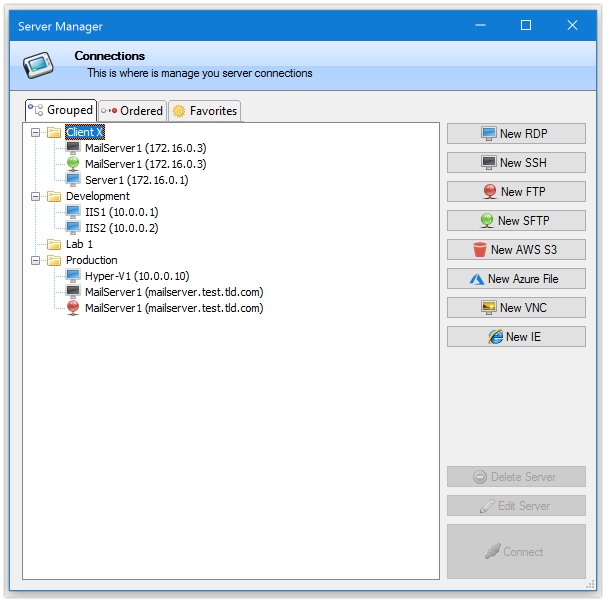 Server Manager
Connections
This is where is manage you server connections
Grouped
Ordered
Favorites
Client X
MailServer1 (172.16.0.3)
MailServer1 (172.16.0.3)
Server1 (172.16.0.1)
Development
IIS1 (10.0.0.1)
IIS2 (10.0.0.2)
Lab 1
Production
Hyper-V1 (10.0.0.10)
MailServer1 (mailserver.test.tld.com)
MailServer1 (mailserver.test.tld.com)
New RDP
New SSH
New FTP
New SFTP
New AWS S3
New Azure File
New VNC
New IE
Delete Server
Edit Server
Connect